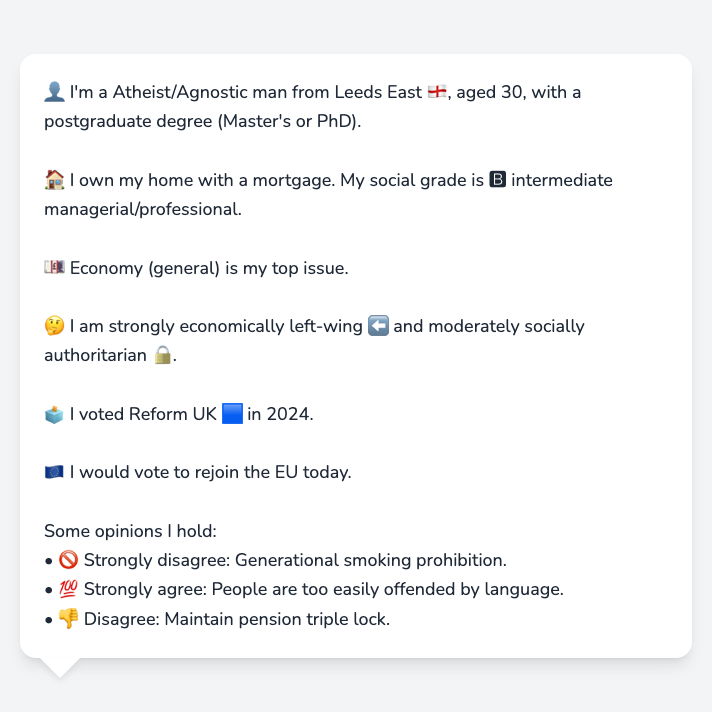 👤 I'm a Atheist/Agnostic man from Leeds East 🏴󠁧󠁢󠁥󠁮󠁧󠁿, aged 30, with a
postgraduate degree (Master's or PhD).
🏠 I own my home with a mortgage. My social grade is 🅱 intermediate
managerial/professional.
💷 Economy (general) is my top issue.
🤔 I am strongly economically left-wing ⬅️ and moderately socially
authoritarian 🔒.
🗳️ I voted Reform UK 🟦 in 2024.
🇪🇺 I would vote to rejoin the EU today.
Some opinions I hold:
• 🚫 Strongly disagree: Generational smoking prohibition.
• 💯 Strongly agree: People are too easily offended by language.
• 👎 Disagree: Maintain pension triple lock.